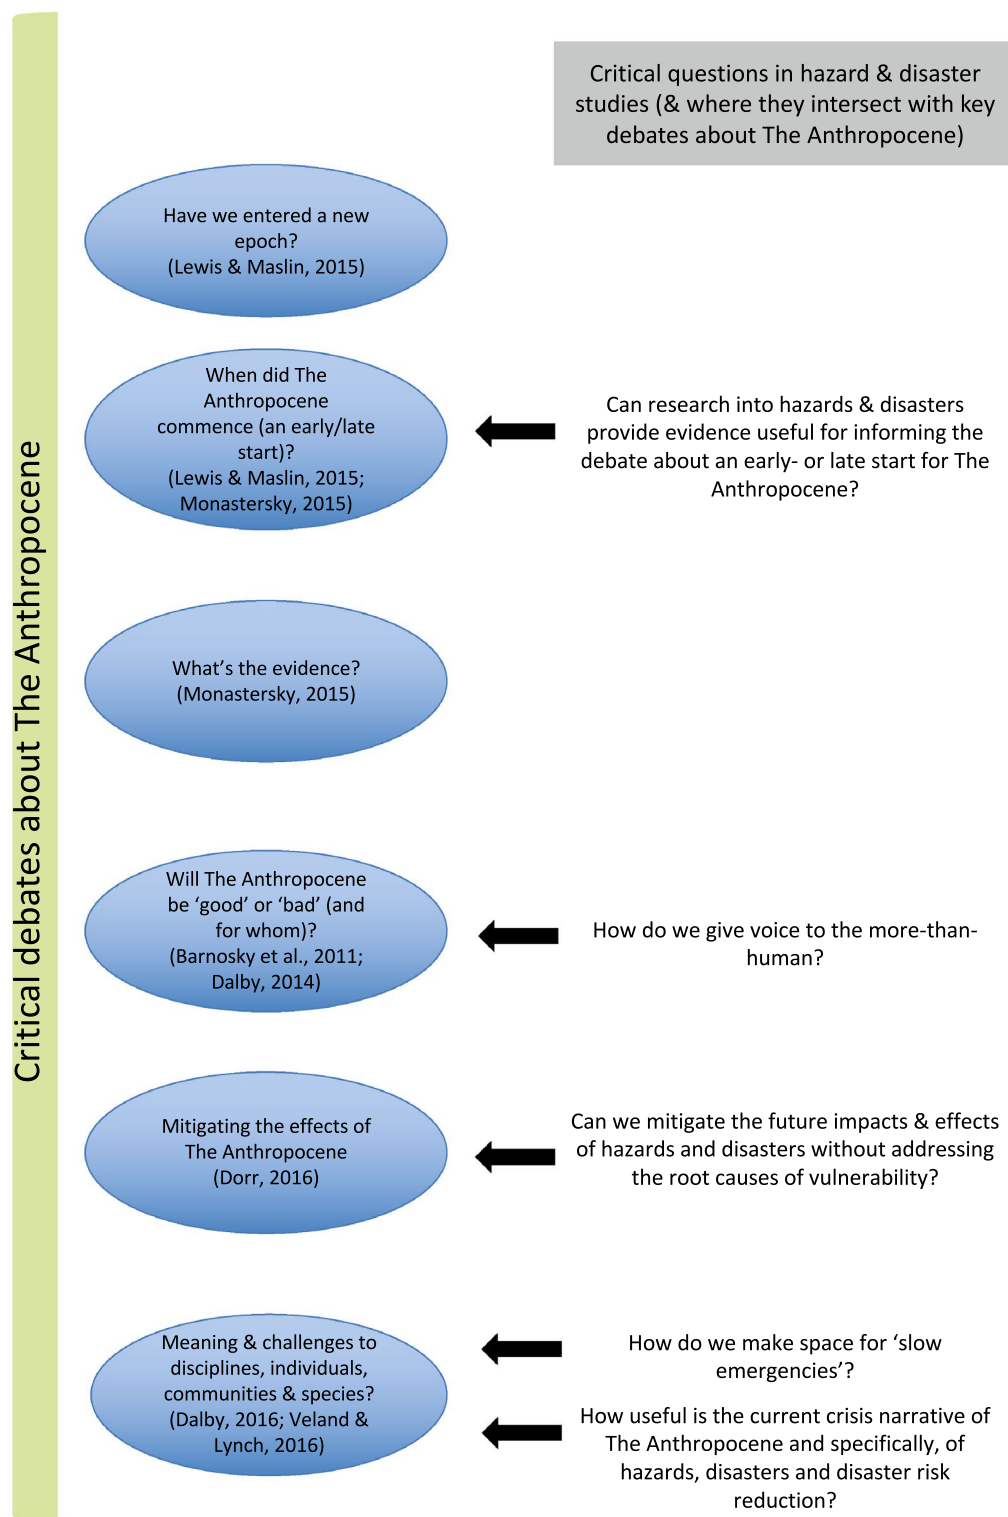 Critical debates about The Anthropocene
Critical questions in hazard & disaster
studies (& where they intersect with key
debates about The Anthropocene)
Have we entered a new
epoch?
(Lewis & Maslin, 2015)
When did The
Anthropocene
commence (an early/late
start)?
(Lewis & Maslin, 2015;
Monastersky, 2015)
Can research into hazards & disasters
provide evidence useful for informing the
debate about an early- or late start for The
Anthropocene?
What’s the evidence?
(Monastersky, 2015)
Will The Anthropocene
be ‘good’ or ‘bad’ (and
for whom)?
(Barnosky et al., 2011;
Dalby, 2014)
How do we give voice to the more-than-
human?
Mitigating the effects of
The Anthropocene
(Dorr, 2016)
Can we mitigate the future impacts & effects
of hazards and disasters without addressing
the root causes of vulnerability?
Meaning & challenges to
disciplines, individuals,
communities & species?
(Dalby, 2016; Veland &
Lynch, 2016)
How do we make space for ‘slow
emergencies’?
How useful is the current crisis narrative of
The Anthropocene and specifically, of
hazards, disasters and disaster risk
reduction?